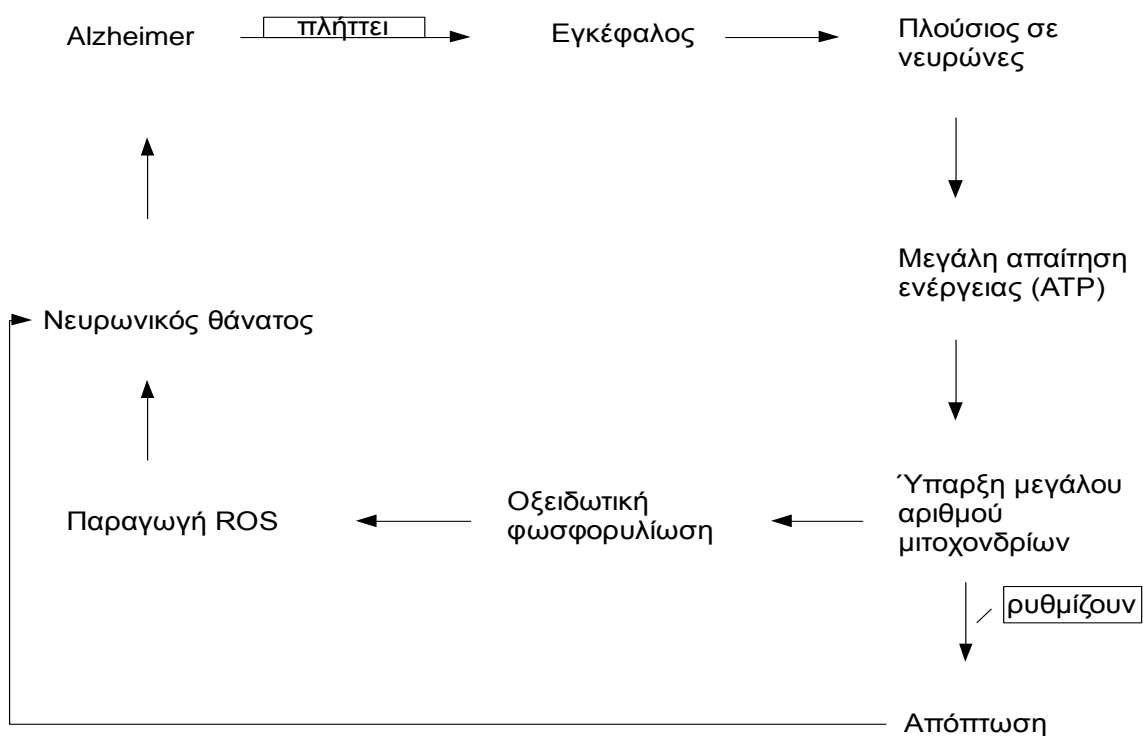 Alzheimer
πλήττει
Εγκέφαλος
Πλούσιος σε
νευρώνες
Μεγάλη απαίτηση
ενέργειας (ATP)
Νευρωνικός θάνατος
Παραγωγή ROS
Οξειδωτική
φωσφορυλίωση
Ύπαρξη μεγάλου
αριθμού
μιτοχονδρίων
ρυθμίζουν
Απόπτωση